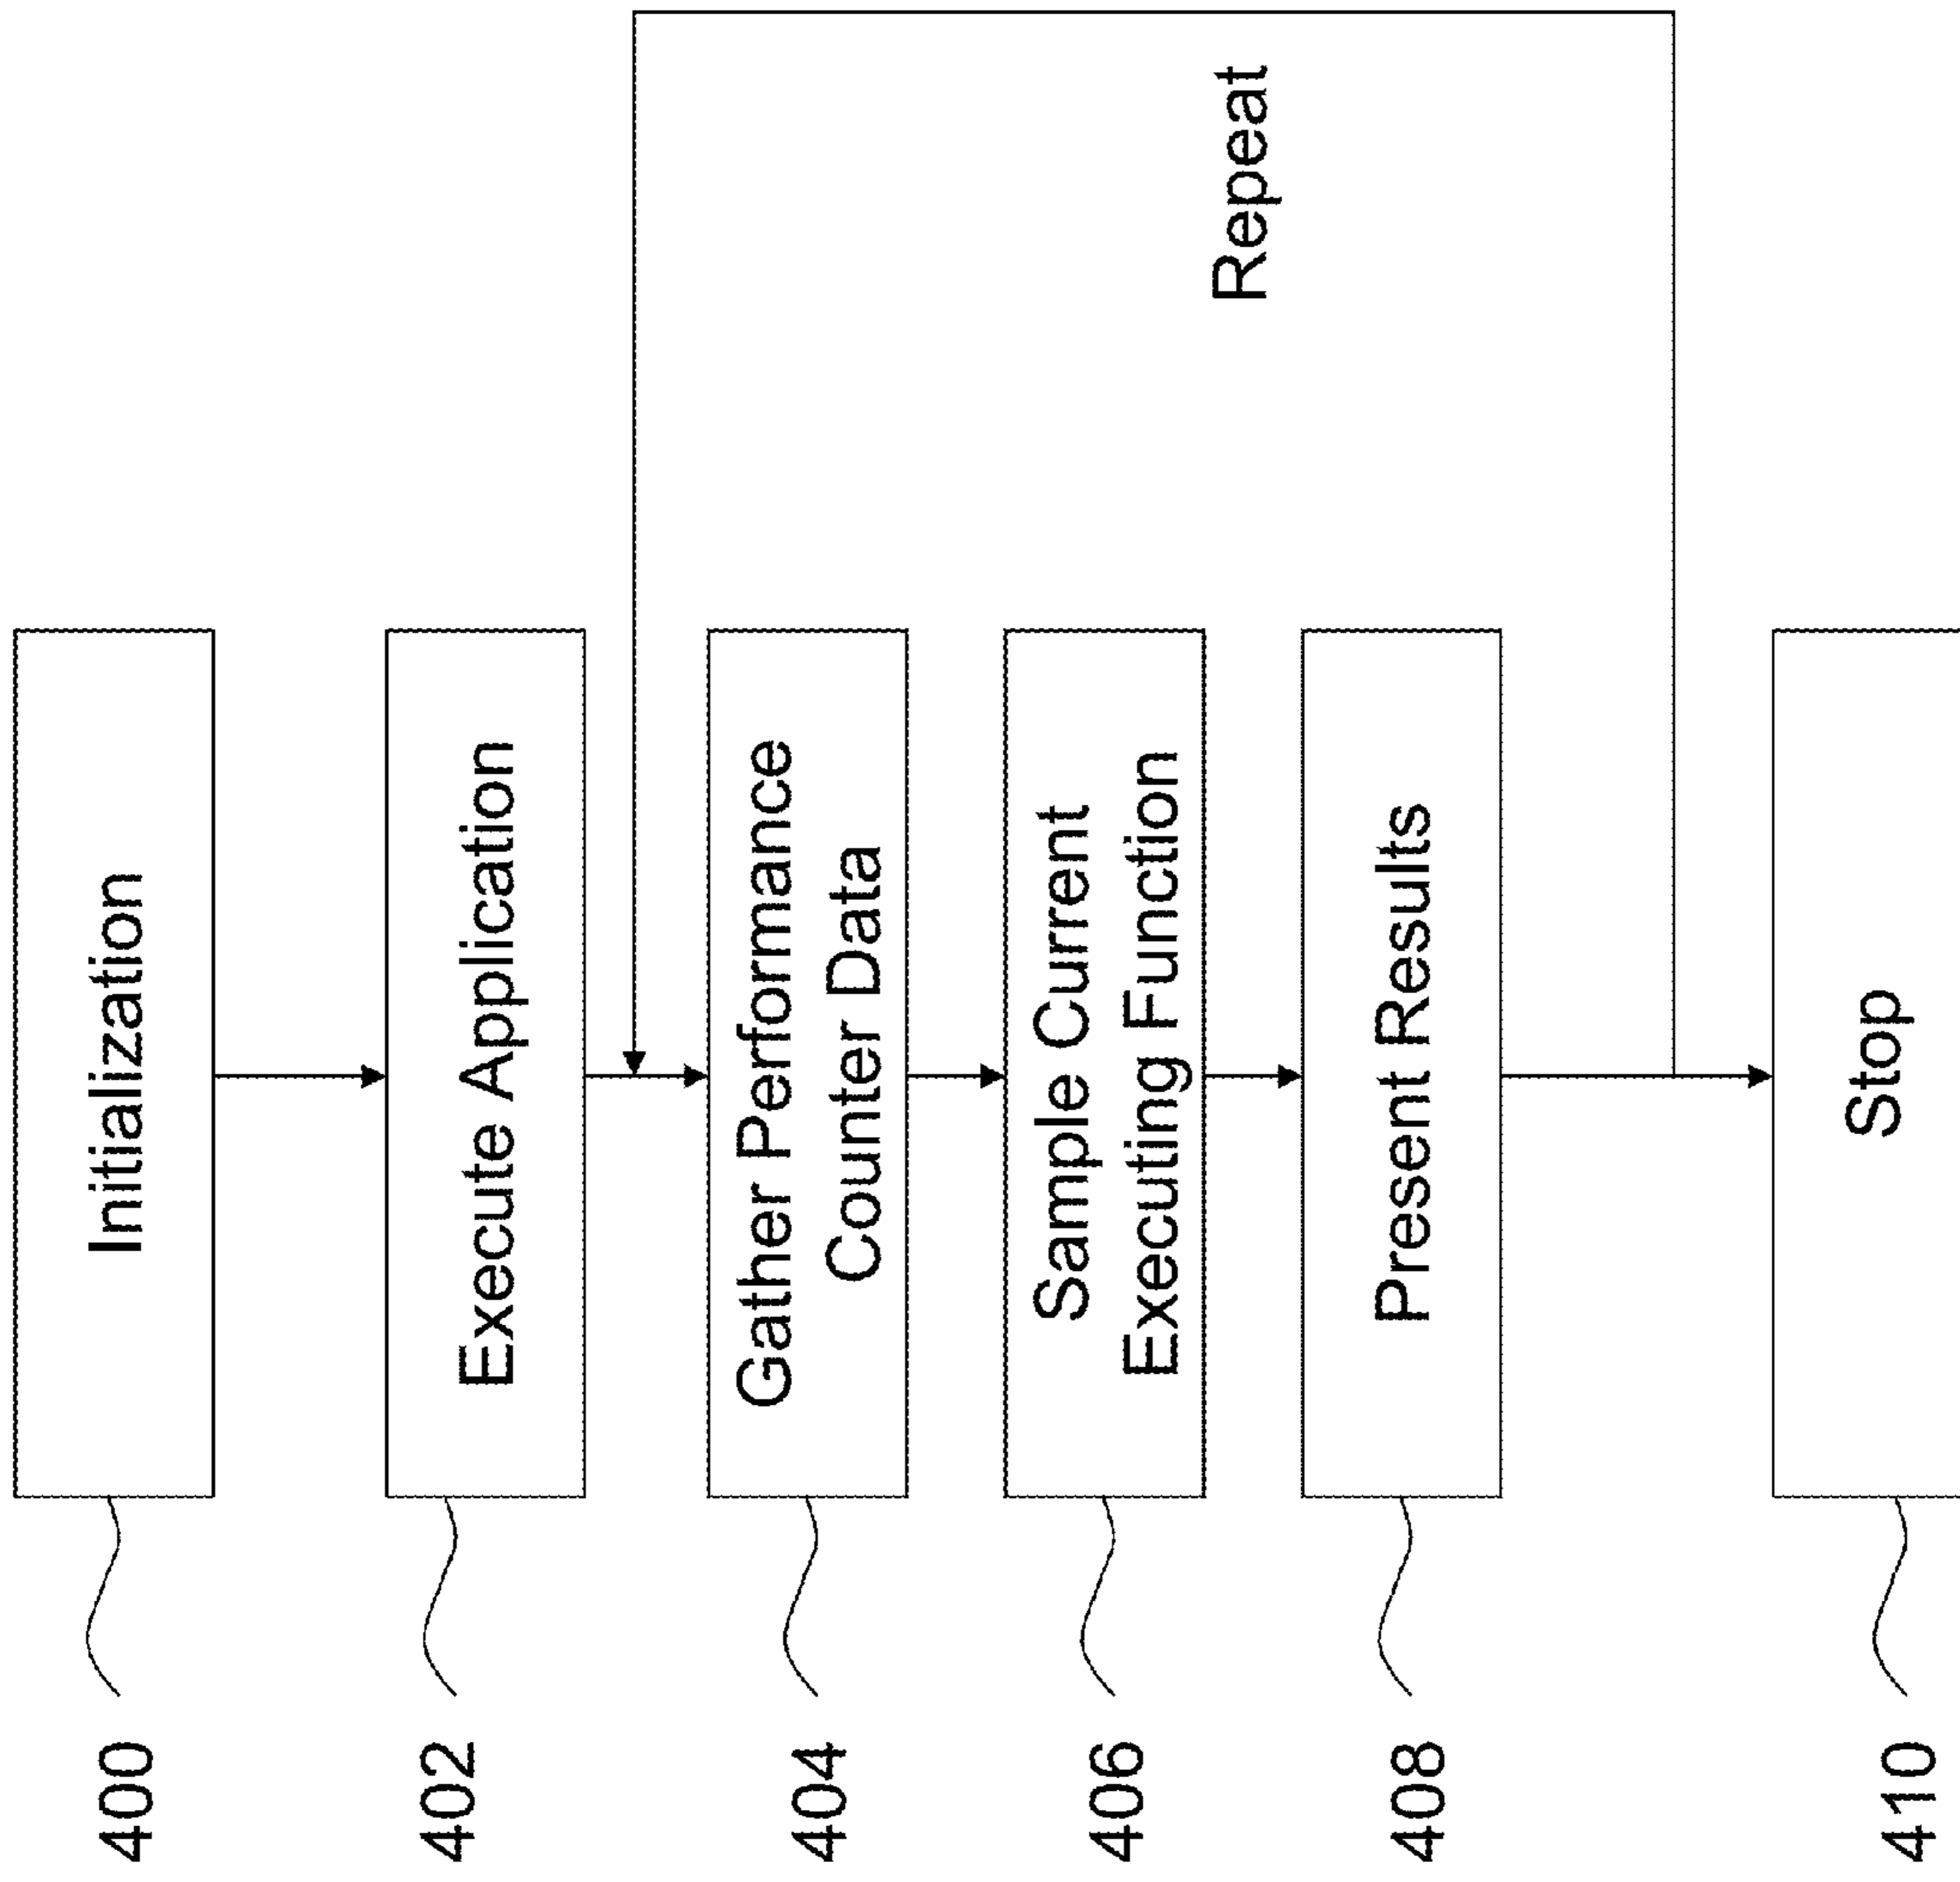 400
Initialization
402
Execute Application
404
Gather Performance
Counter Data
406
Sample Current
Executing Function
408
Present Results
Repeat
410
Stop